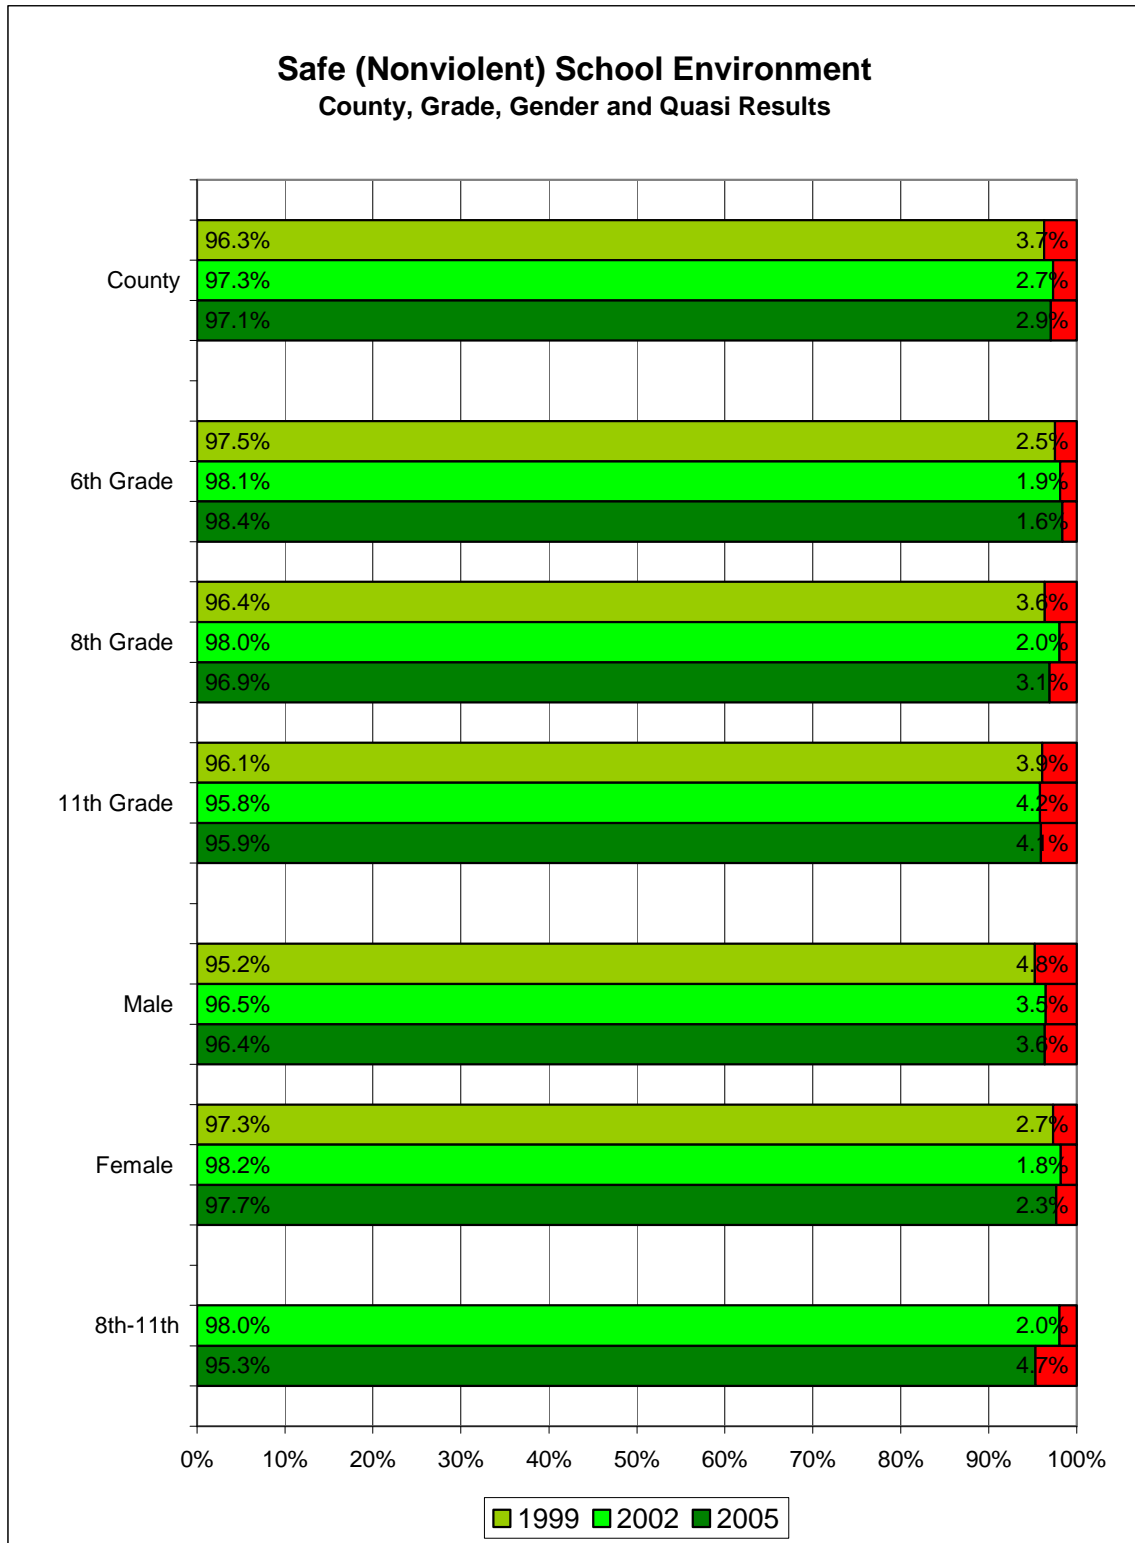 Safe (Nonviolent) School Environment
County, Grade, Gender and Quasi Results
96.3% 3.7%
County 97.3% 2.7%
97.1% 2.9%
97.5% 2.5%
6th Grade 98.1% 1.9%
98.4% 1.6%
96.4% 3.6%
8th Grade 98.0% 2.0%
96.9% 3.1%
96.1% 3.9%
11th Grade 95.8% 4.2%
95.9% 4.1%
95.2% 4.8%
Male 96.5% 3.5%
96.4% 3.6%
97.3% 2.7%
Female 98.2% 1.8%
97.7% 2.3%
8th-11th 98.0% 2.0%
95.3% 4.7%
0% 10% 20% 30% 40% 50% 60% 70% 80% 90% 100%
1999 2002 2005